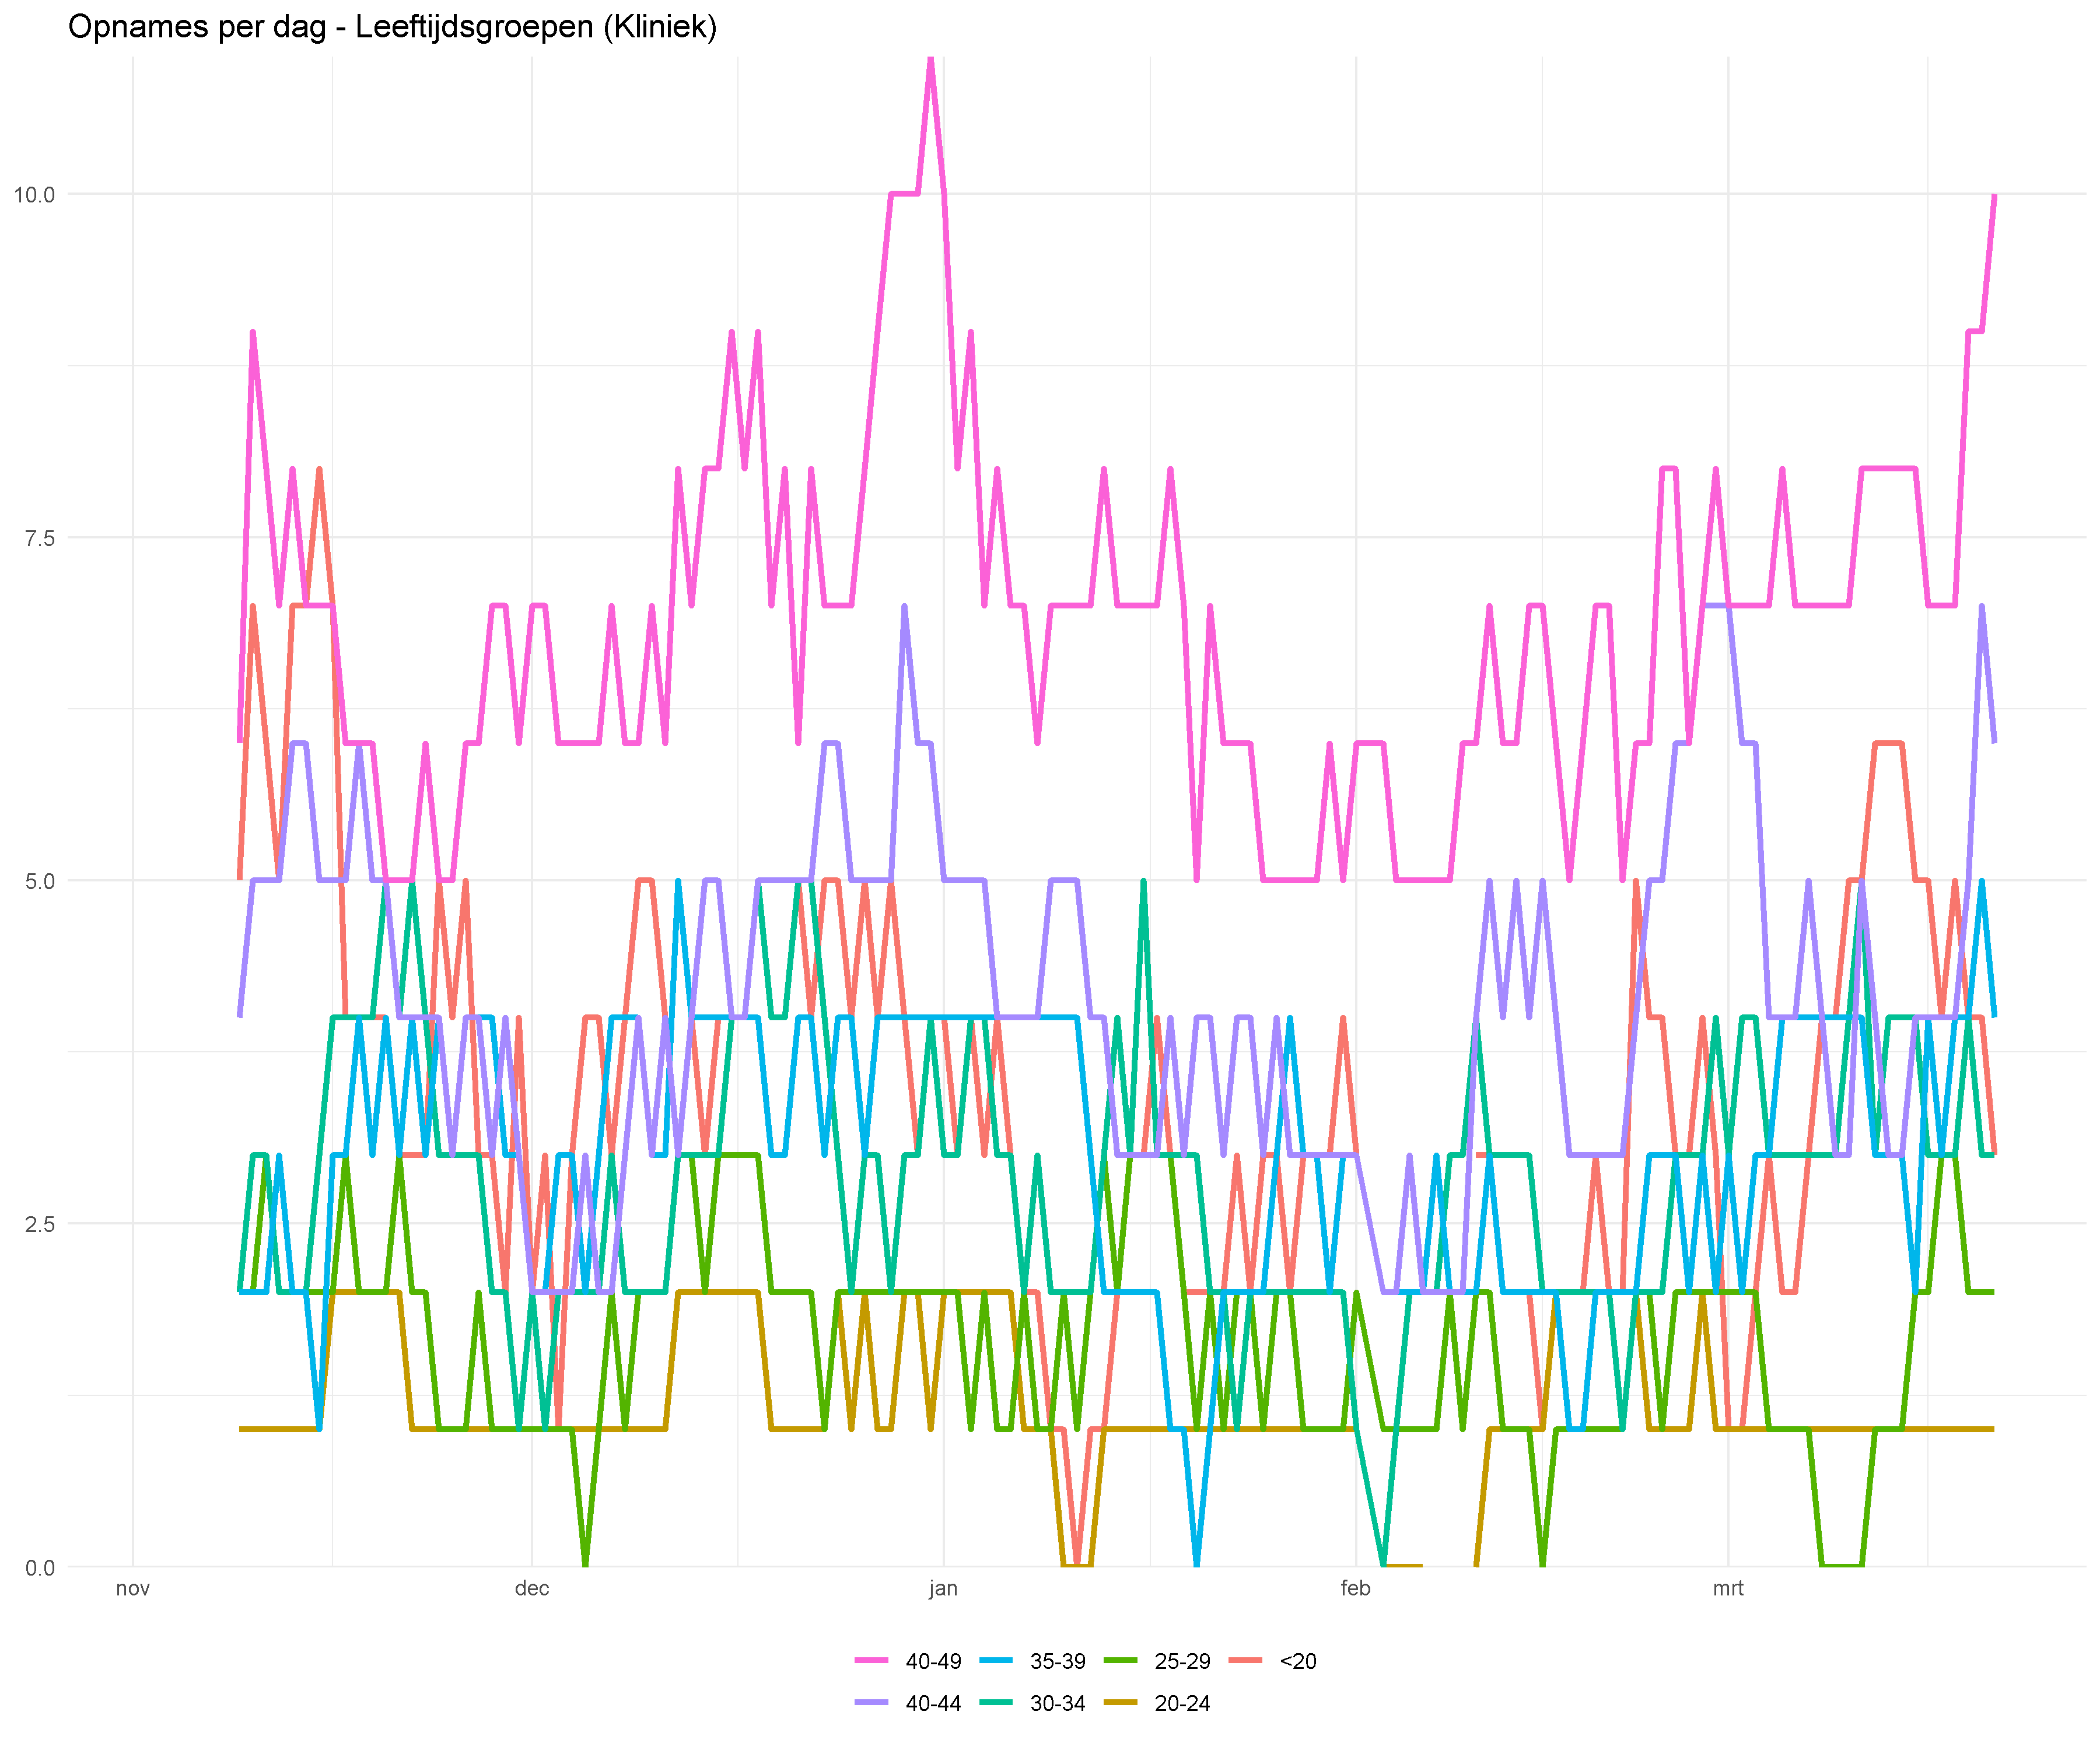 Opnames per dag - Leeftijdsgroepen (Kliniek)
10.0
7.5
5.0
2.5
0.0
nov dec jan feb mrt
40-49 35-39 25-29 <20
40-44 30-34 20-24